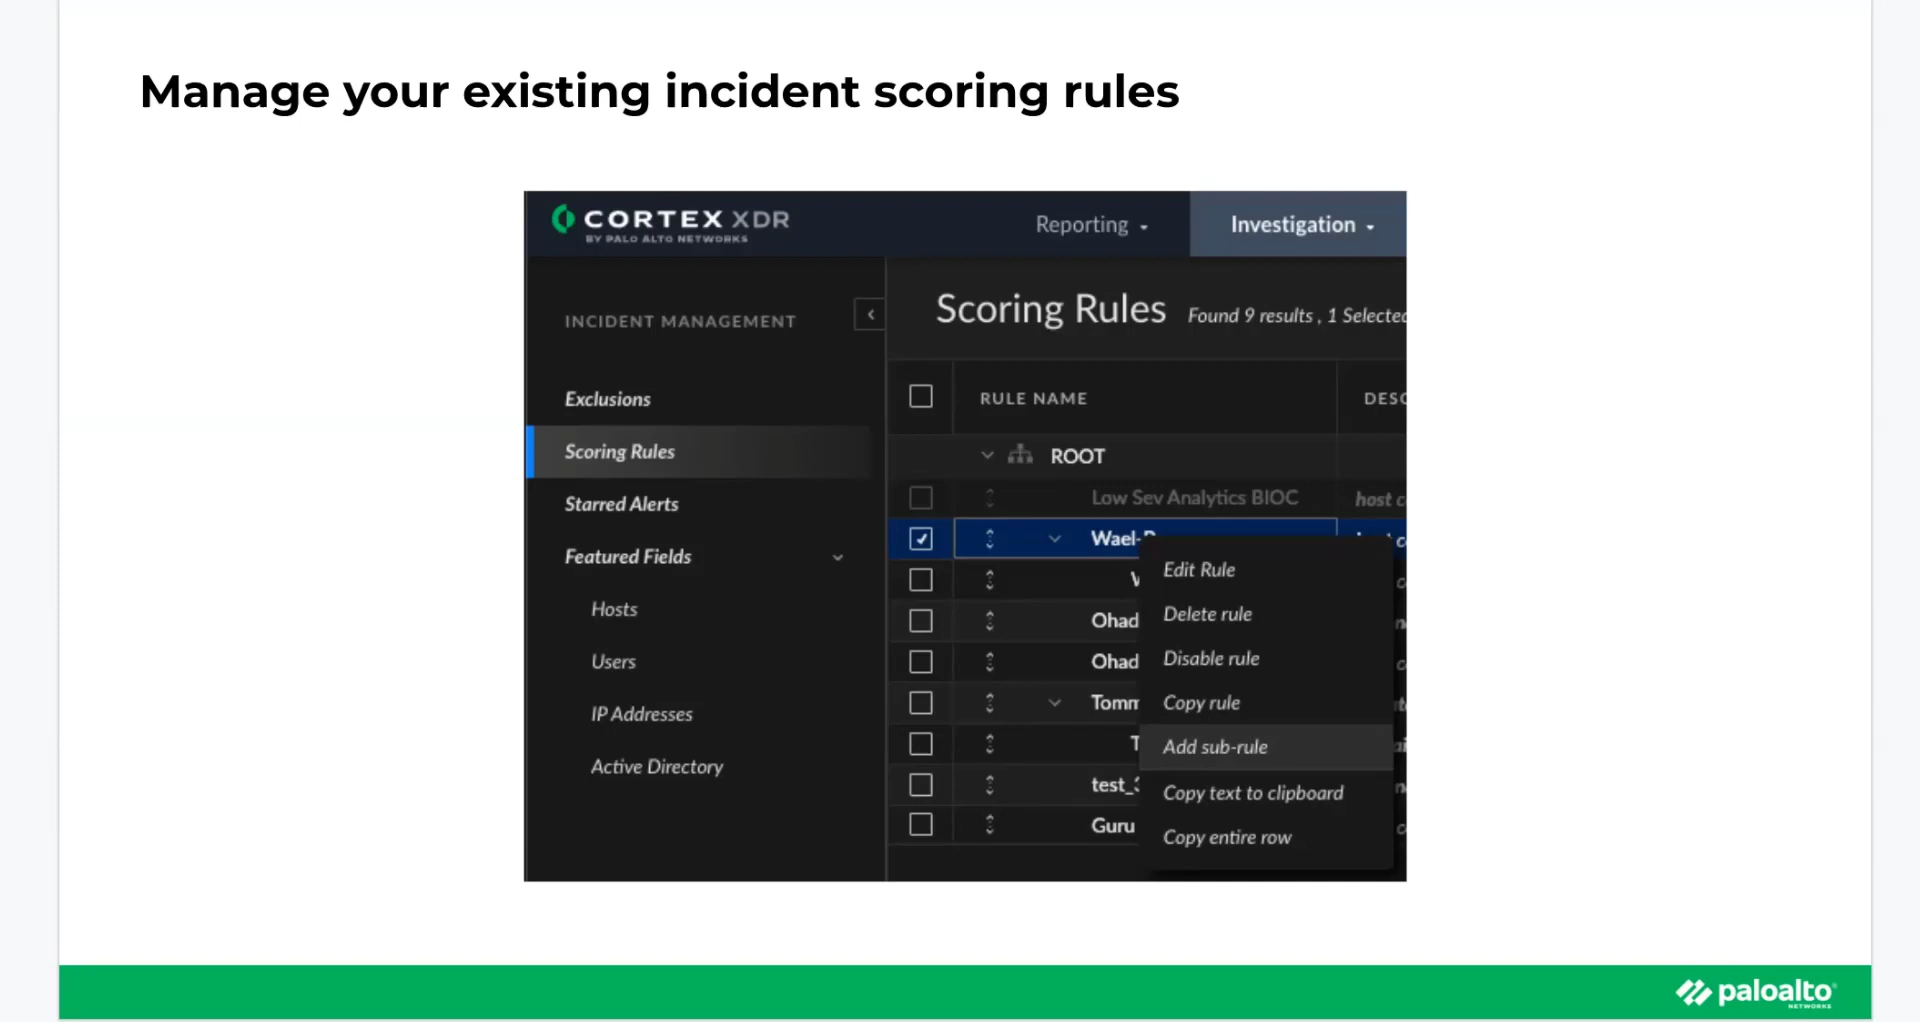 Manage your existing incident scoring rules
CORTEX XDR
BY PALO ALTO NETWORKS
Reporting
Investigation
INCIDENT MANAGEMENT
Exclusions
Scoring Rules
Starred Alerts
Featured Fields
Hosts
Users
IP Addresses
Active Directory
Scoring Rules Found 9 results , 1 Selected
RULE NAME DESC
ROOT
Low Sev Analytics BIOC host c
Wael-
Ohad
Ohad
Tomm
T
test_3
Guru
Edit Rule
Delete rule
Disable rule
Copy rule
Add sub-rule
Copy text to clipboard
Copy entire row
paloalto
NETWORKS